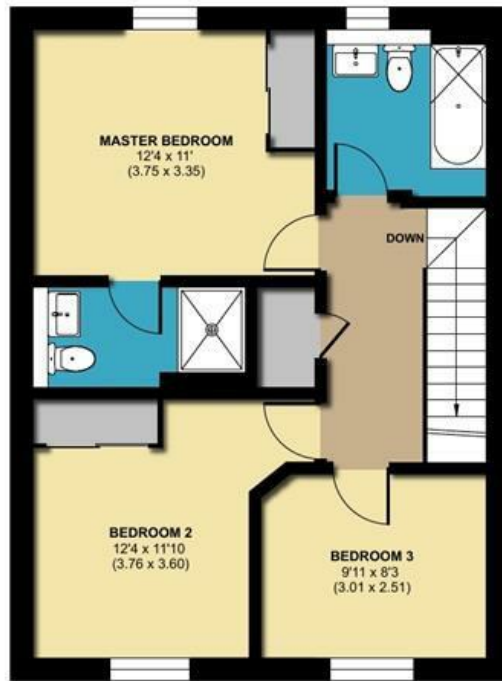 MASTER BEDROOM
12'4 x 11'
(3.75 x 3.35)
DOWN
BEDROOM 2
12'4 x 11'10
(3.76 x 3.60)
BEDROOM 3
9'11 x 8'3
(3.01 x 2.51)